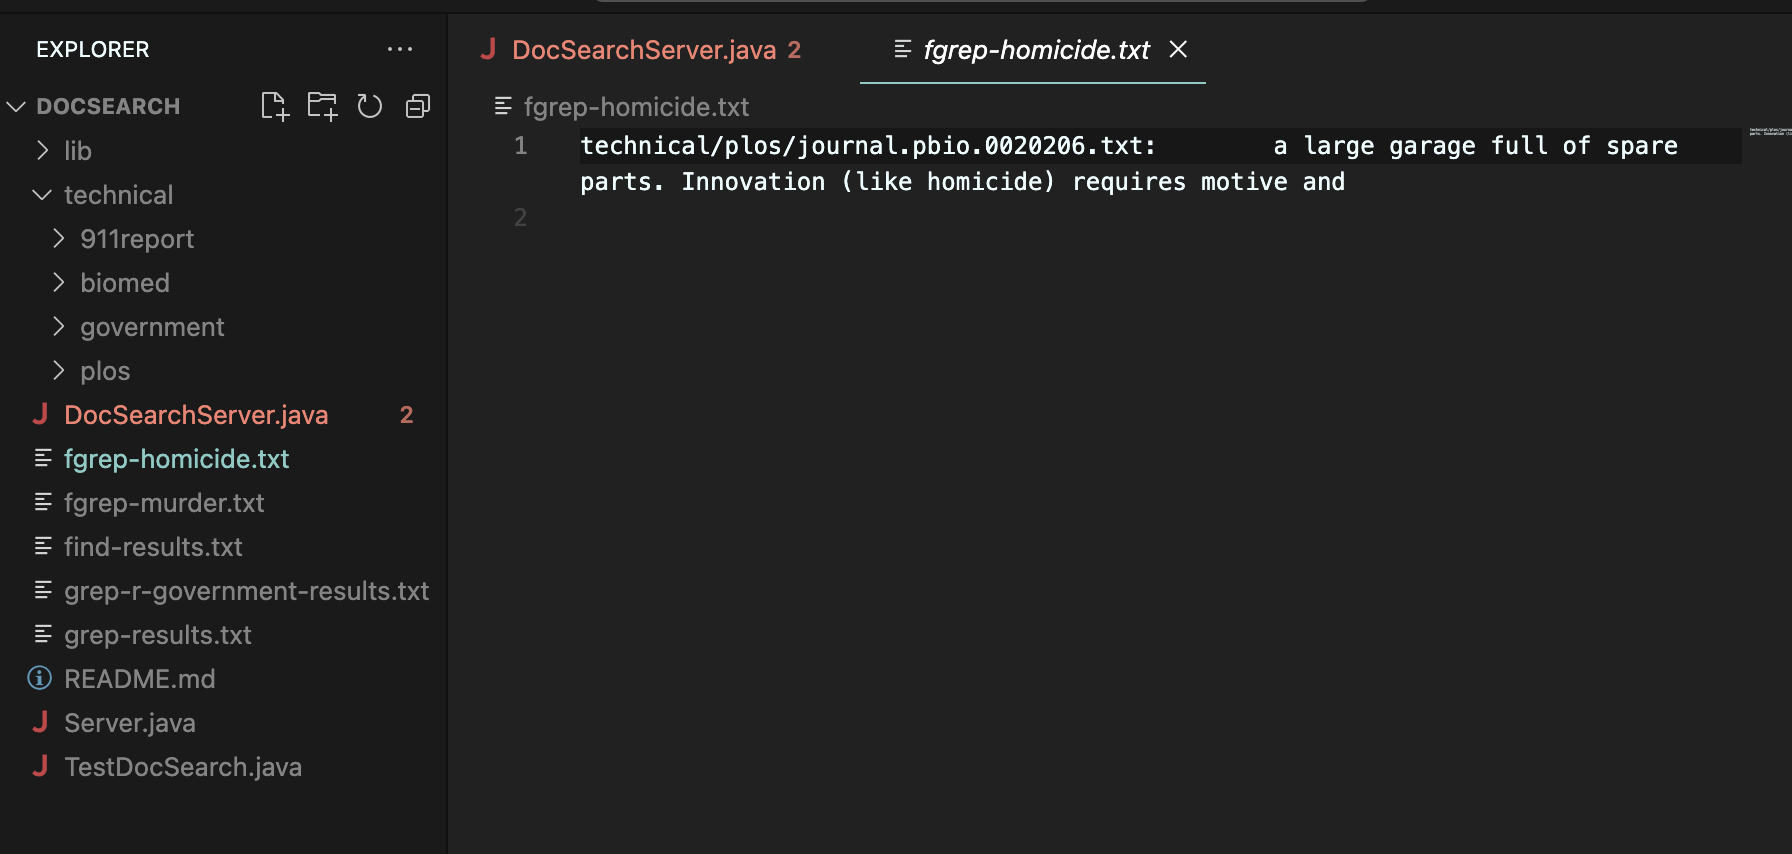 EXPLORER
DOCSEARCH
lib
technical
911report
biomed
government
plos
DocSearchServer.java 2
fgrep-homicide.txt
fgrep-murder.txt
find-results.txt
grep-r-government-results.txt
grep-results.txt
README.md
Server.java
TestDocSearch.java
DocSearchServer.java 2
fgrep-homicide.txt
fgrep-homicide.txt
1 technical/plos/journal.pbio.0020206.txt: a large garage full of spare
parts. Innovation (like homicide) requires motive and
2